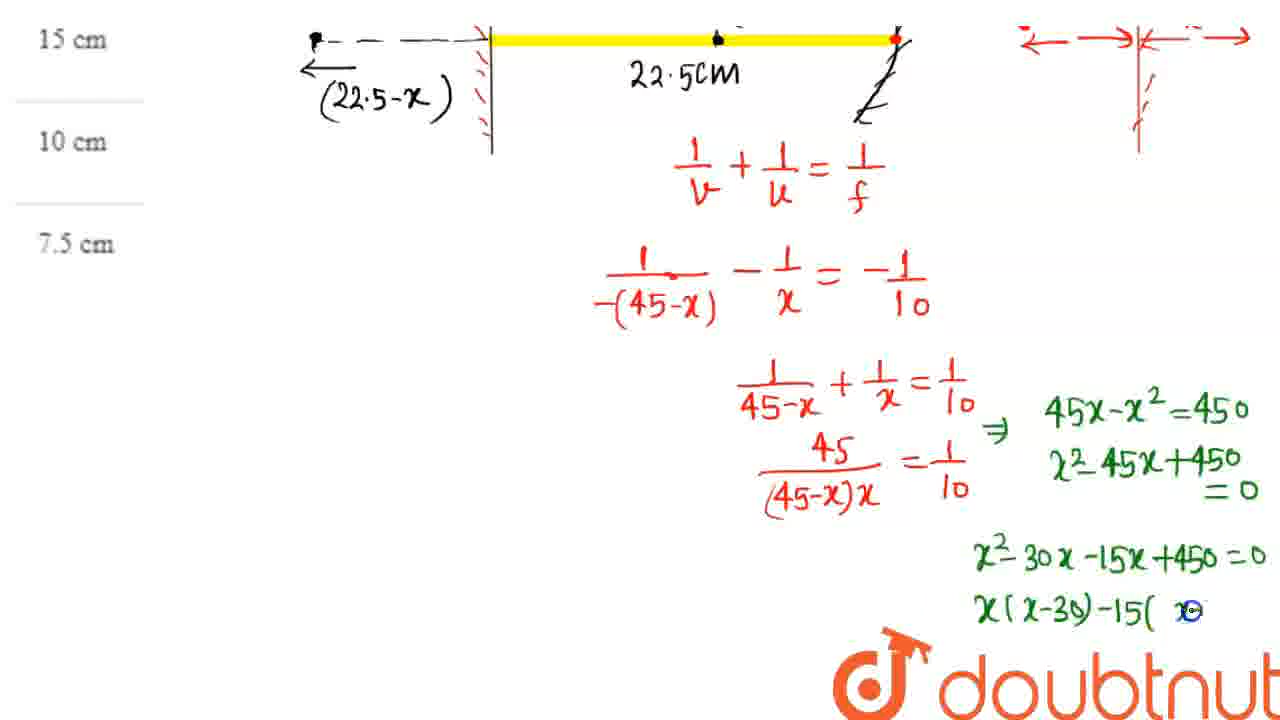 15 cm
10 cm
7.5 cm
(22.5-x)
22.5cm
1/v + 1/u = 1/f
1/-(45-x) - 1/x = -1/10
1/45-x + 1/x = 1/10
45/(45-x)x = 1/10
⇒ 45x-x² = 450
x²-45x+450
= 0
x²-30x-15x+450=0
x(x-30)-15( x
doubtnut